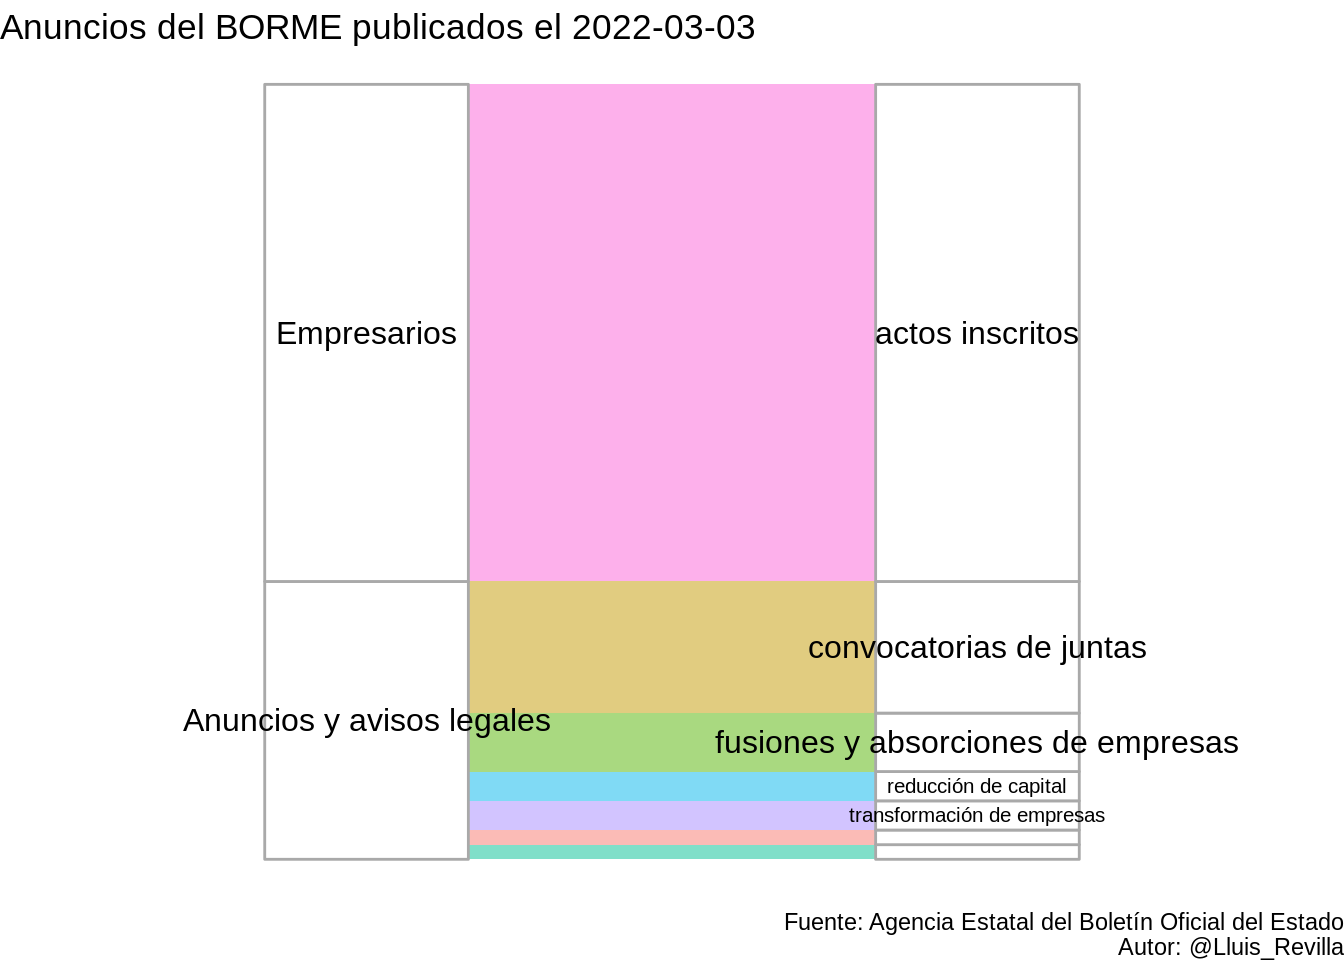 Anuncios del BORME publicados el 2022-03-03
Empresarios
actos inscritos
convocatorias de juntas
Anuncios y avisos legales
fusiones y absorciones de empresas
reducción de capital
transformación de empresas
Fuente: Agencia Estatal del Boletín Oficial del Estado
Autor: @Lluis_Revilla